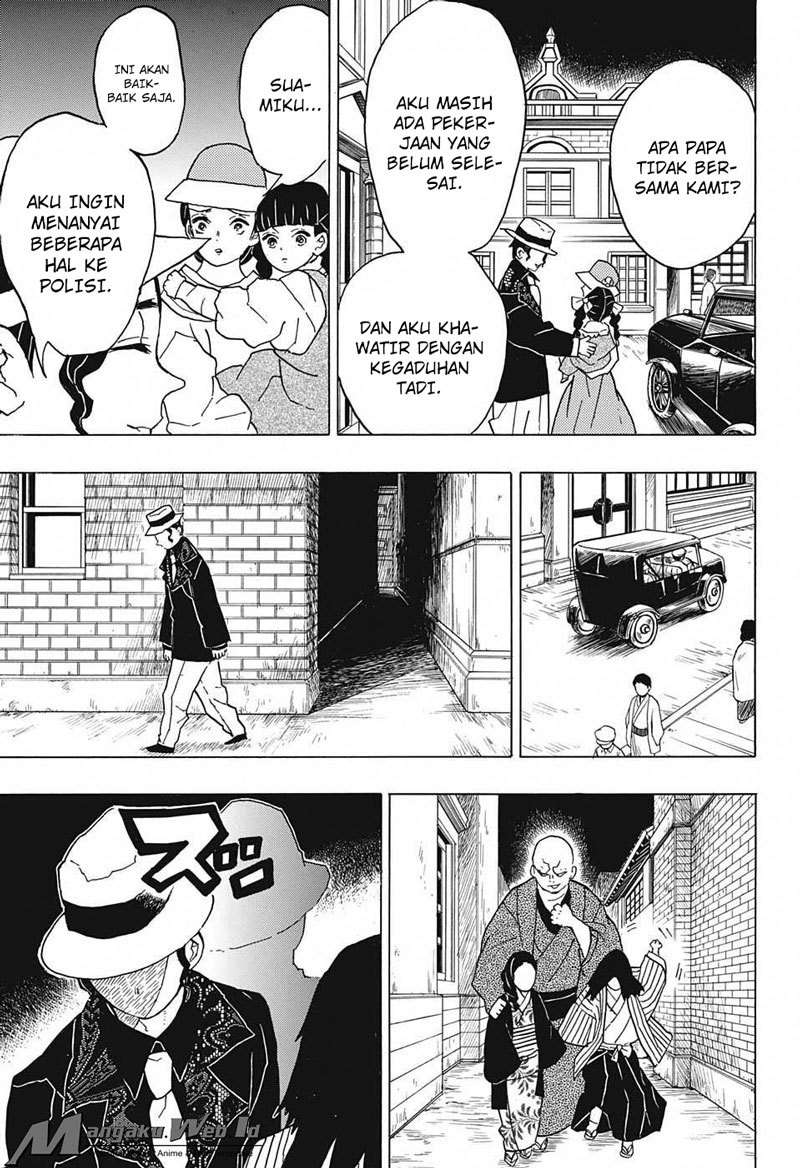 APA PAPA
TIDAK BER-
SAMA KAMI?
AKU MASIH
ADA PEKER-
JAAN YANG
BELUM SELE-
SAI.
DAN AKU KHA-
WATIR DENGAN
KEGADUHAN
TADI.
SUA-
MIKU...
INI AKAN
BAIK-
BAIK SAJA.
AKU INGIN
MENANYAI
BEBERAPA
HAL KE
POLISI.
Mangaku.Web Id